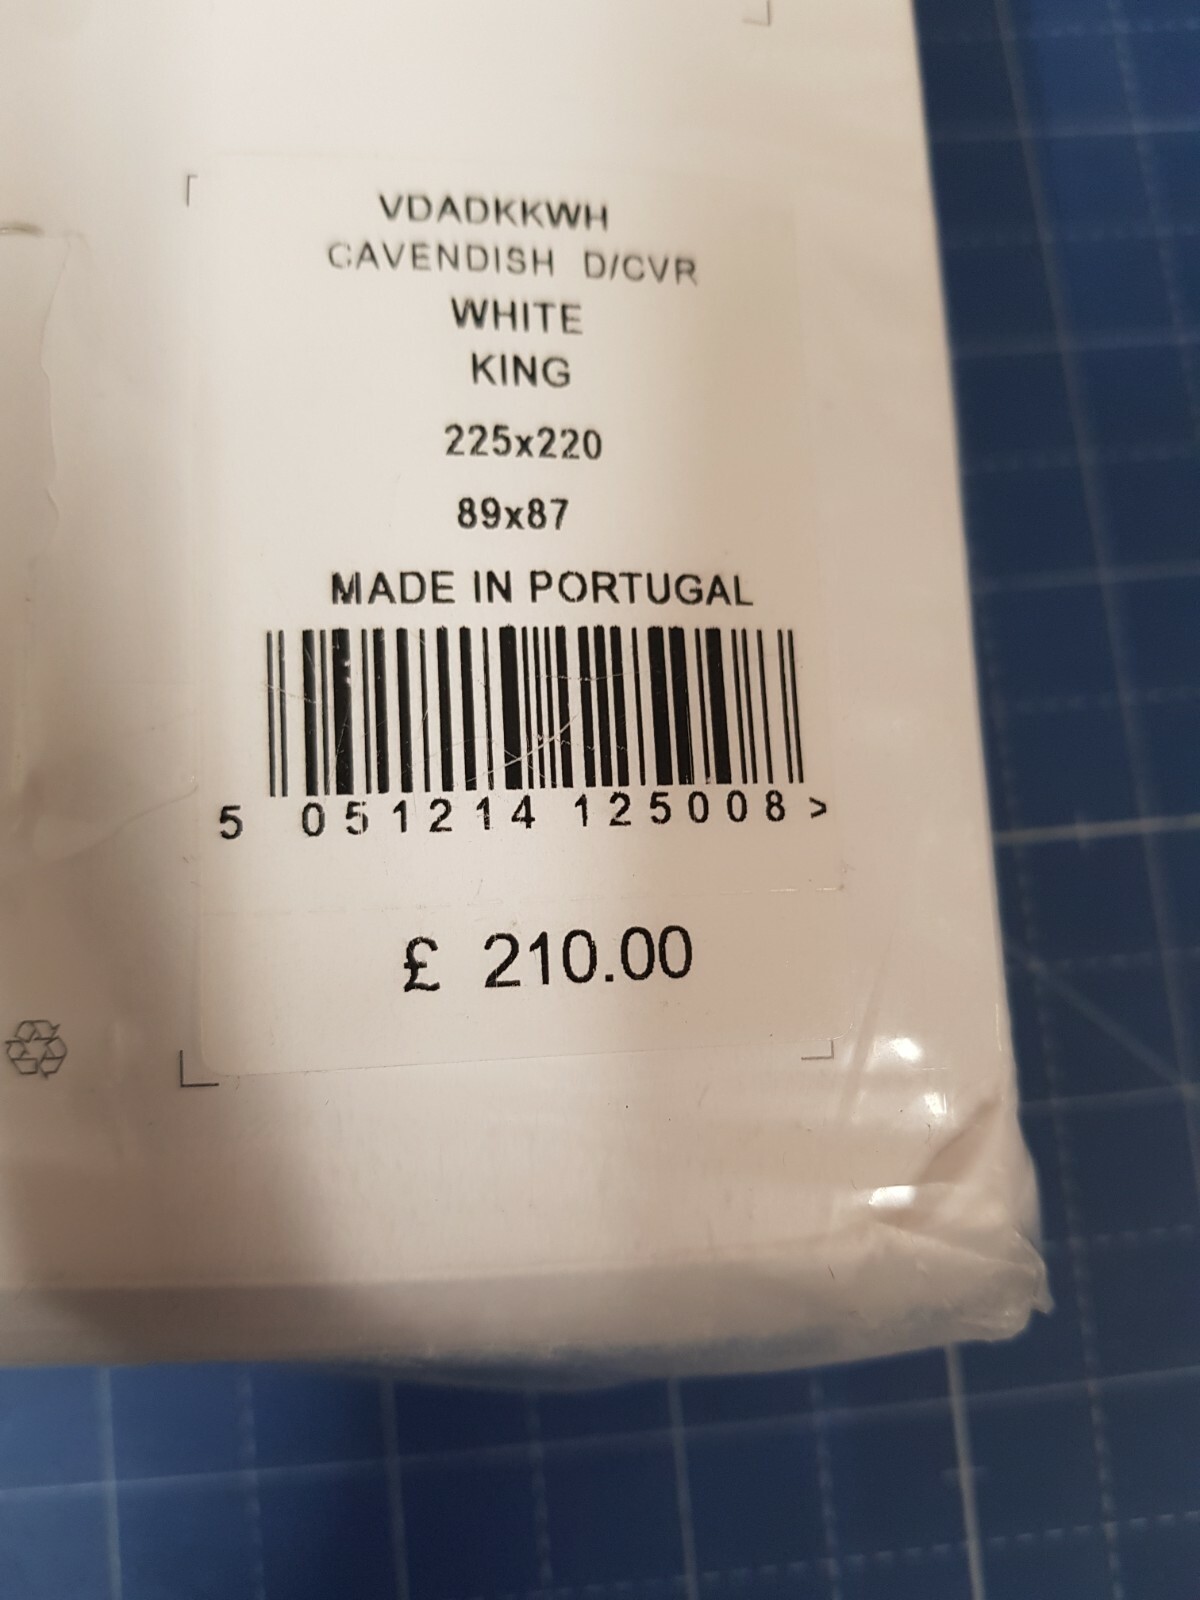 VDADKKWH
CAVENDISH D/CVR
WHITE
KING
225x220
89x87
MADE IN PORTUGAL
5 051214 125008 >
£ 210.00